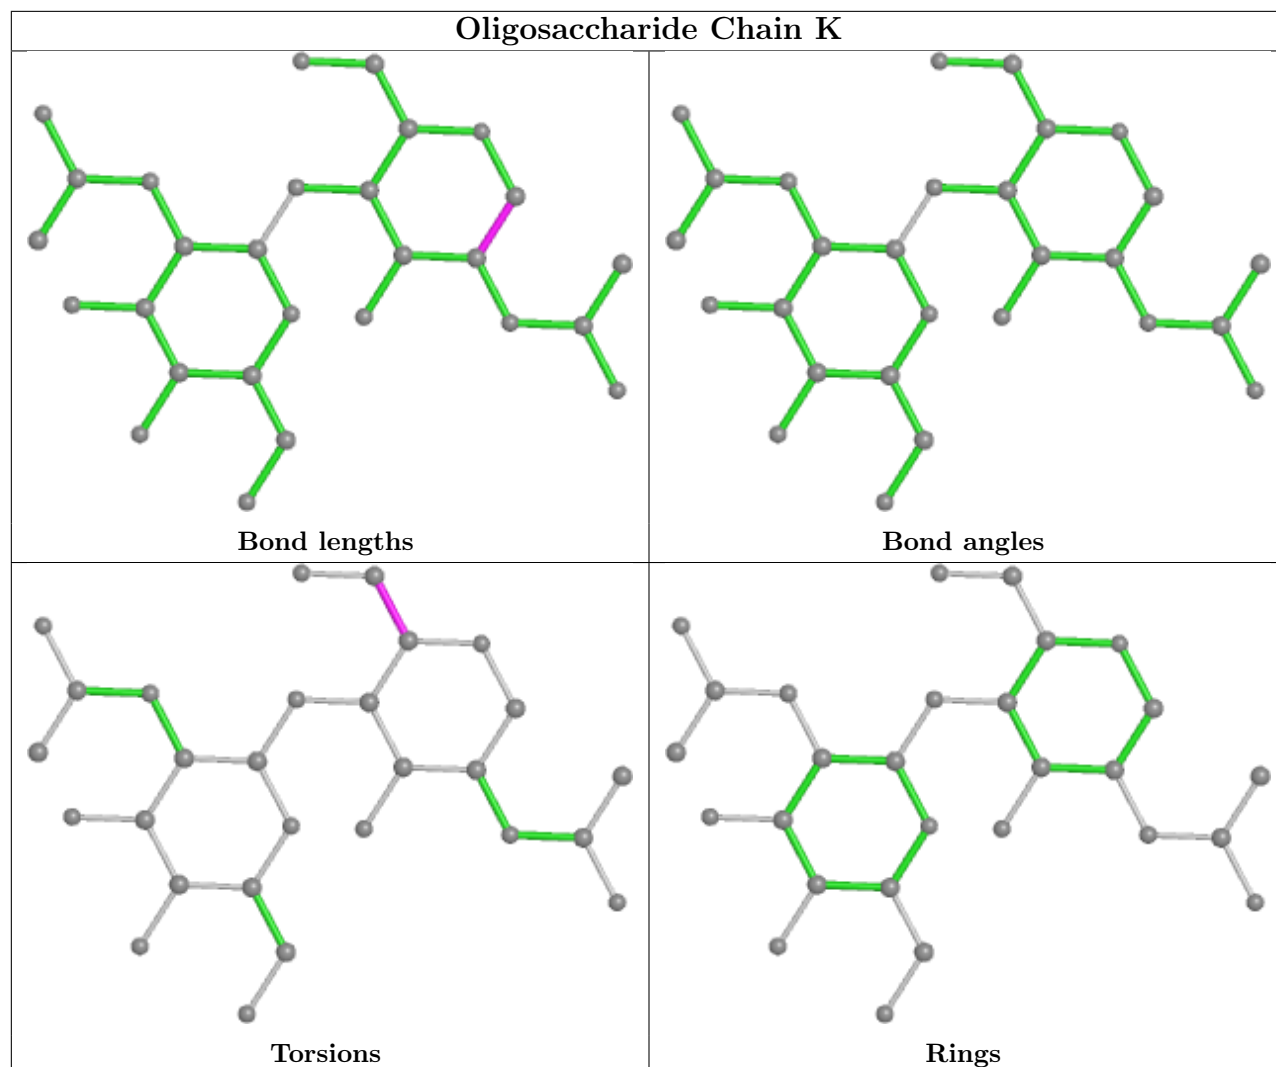 Oligosaccharide Chain K
Bond lengths
Bond angles
Torsions
Rings